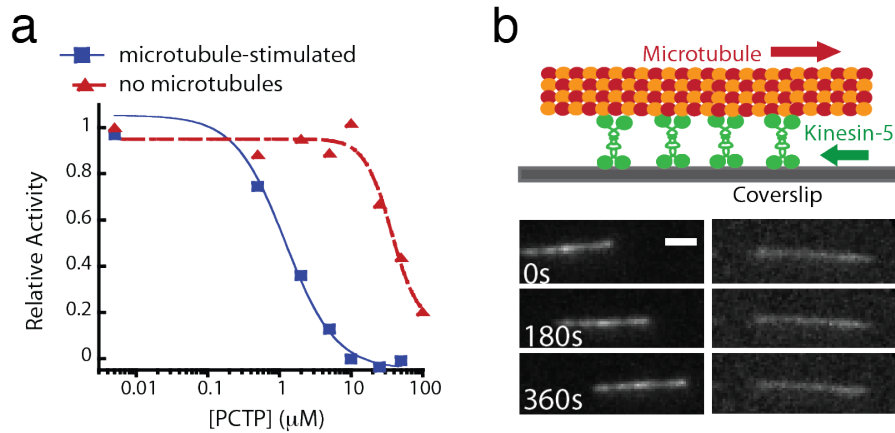 a
microtubule-stimulated
no microtubules
1
0.8
0.6
0.4
0.2
0
Relative Activity
0.01
0.1
1
10
100
[PCTP] (μM)
b
Microtubule
Kinesin-5
Coverslip
0s
180s
360s